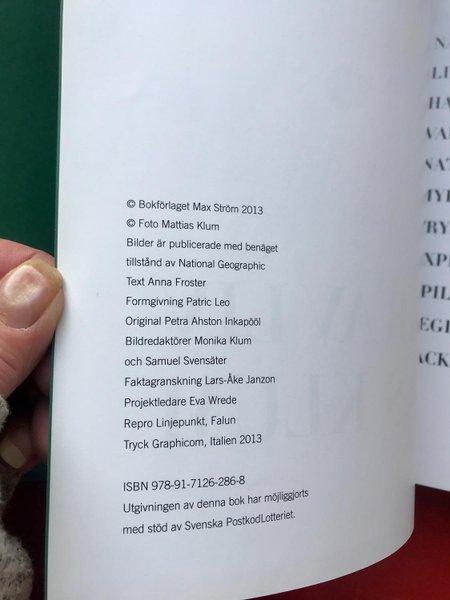 © Bokförlaget Max Ström 2013
© Foto Mattias Klum
Bilder är publicerade med benäget
tillstånd av National Geographic
Text Anna Froster
Formgivning Patric Leo
Original Petra Ahston Inkapööl
Bildredaktörer Monika Klum
och Samuel Svensäter
Faktagranskning Lars-Åke Janzon
Projektledare Eva Wrede
Repro Linjepunkt, Falun
Tryck Graphicom, Italien 2013
ISBN 978-91-7126-286-8
Utgivningen av denna bok har möjliggjorts
med stöd av Svenska PostkodLotteriet.